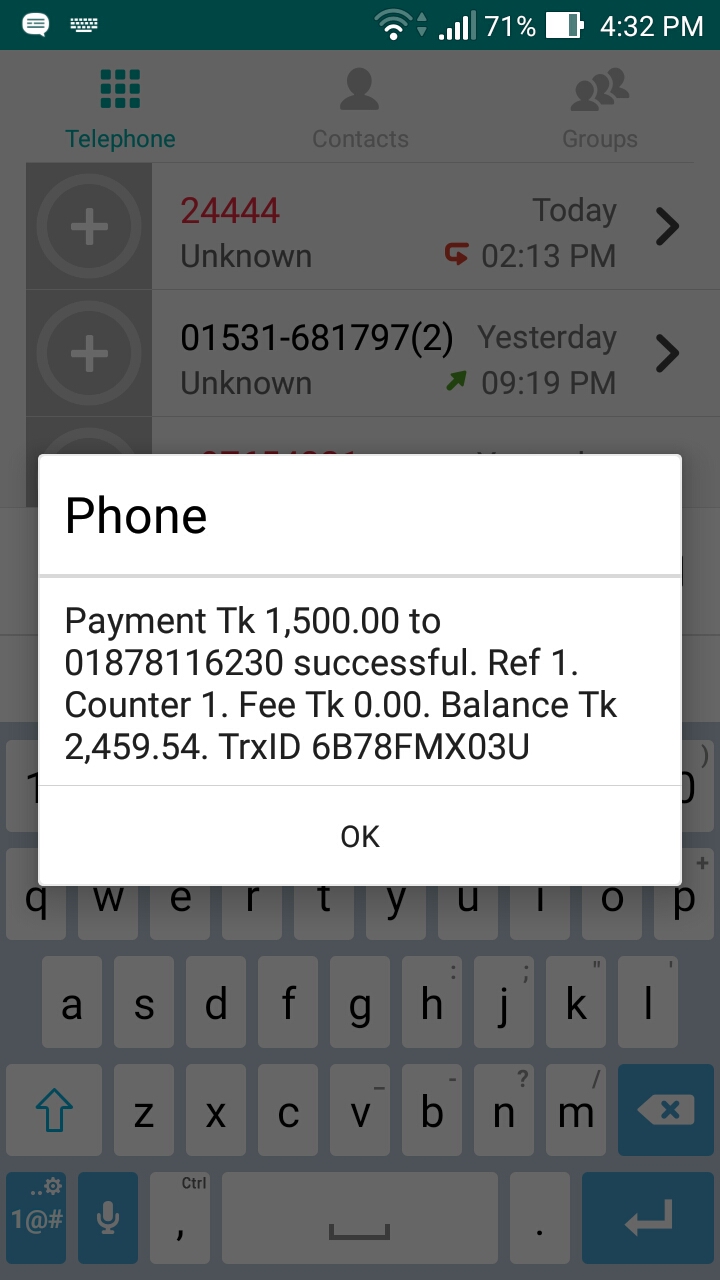 71% 4:32 PM
Telephone Contacts Groups
24444 Today
Unknown 02:13 PM
01531-681797(2) Yesterday
Unknown 09:19 PM
Phone
Payment Tk 1,500.00 to
01878116230 successful. Ref 1.
Counter 1. Fee Tk 0.00. Balance Tk
2,459.54. TrxID 6B78FMX03U
OK
1 0 )
q w e r t y u i o p +
a s d f g h : j ; k " l '
z x c v _ b - n ? m /
1@# , Ctrl .